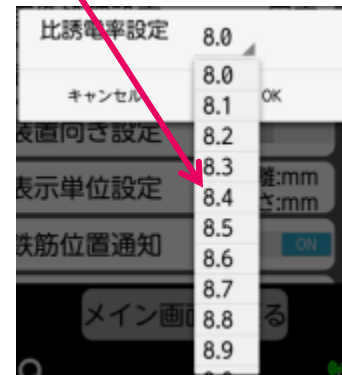 比誘電率設定 8.0
8.0
キャンセル OK
8.1
装置向き設定 8.2
8.3
:mm
表示単位設定 8.4
さ:mm
8.5
鉄筋位置通知 ON
8.6
8.7
メイン画 8.8 る
8.9